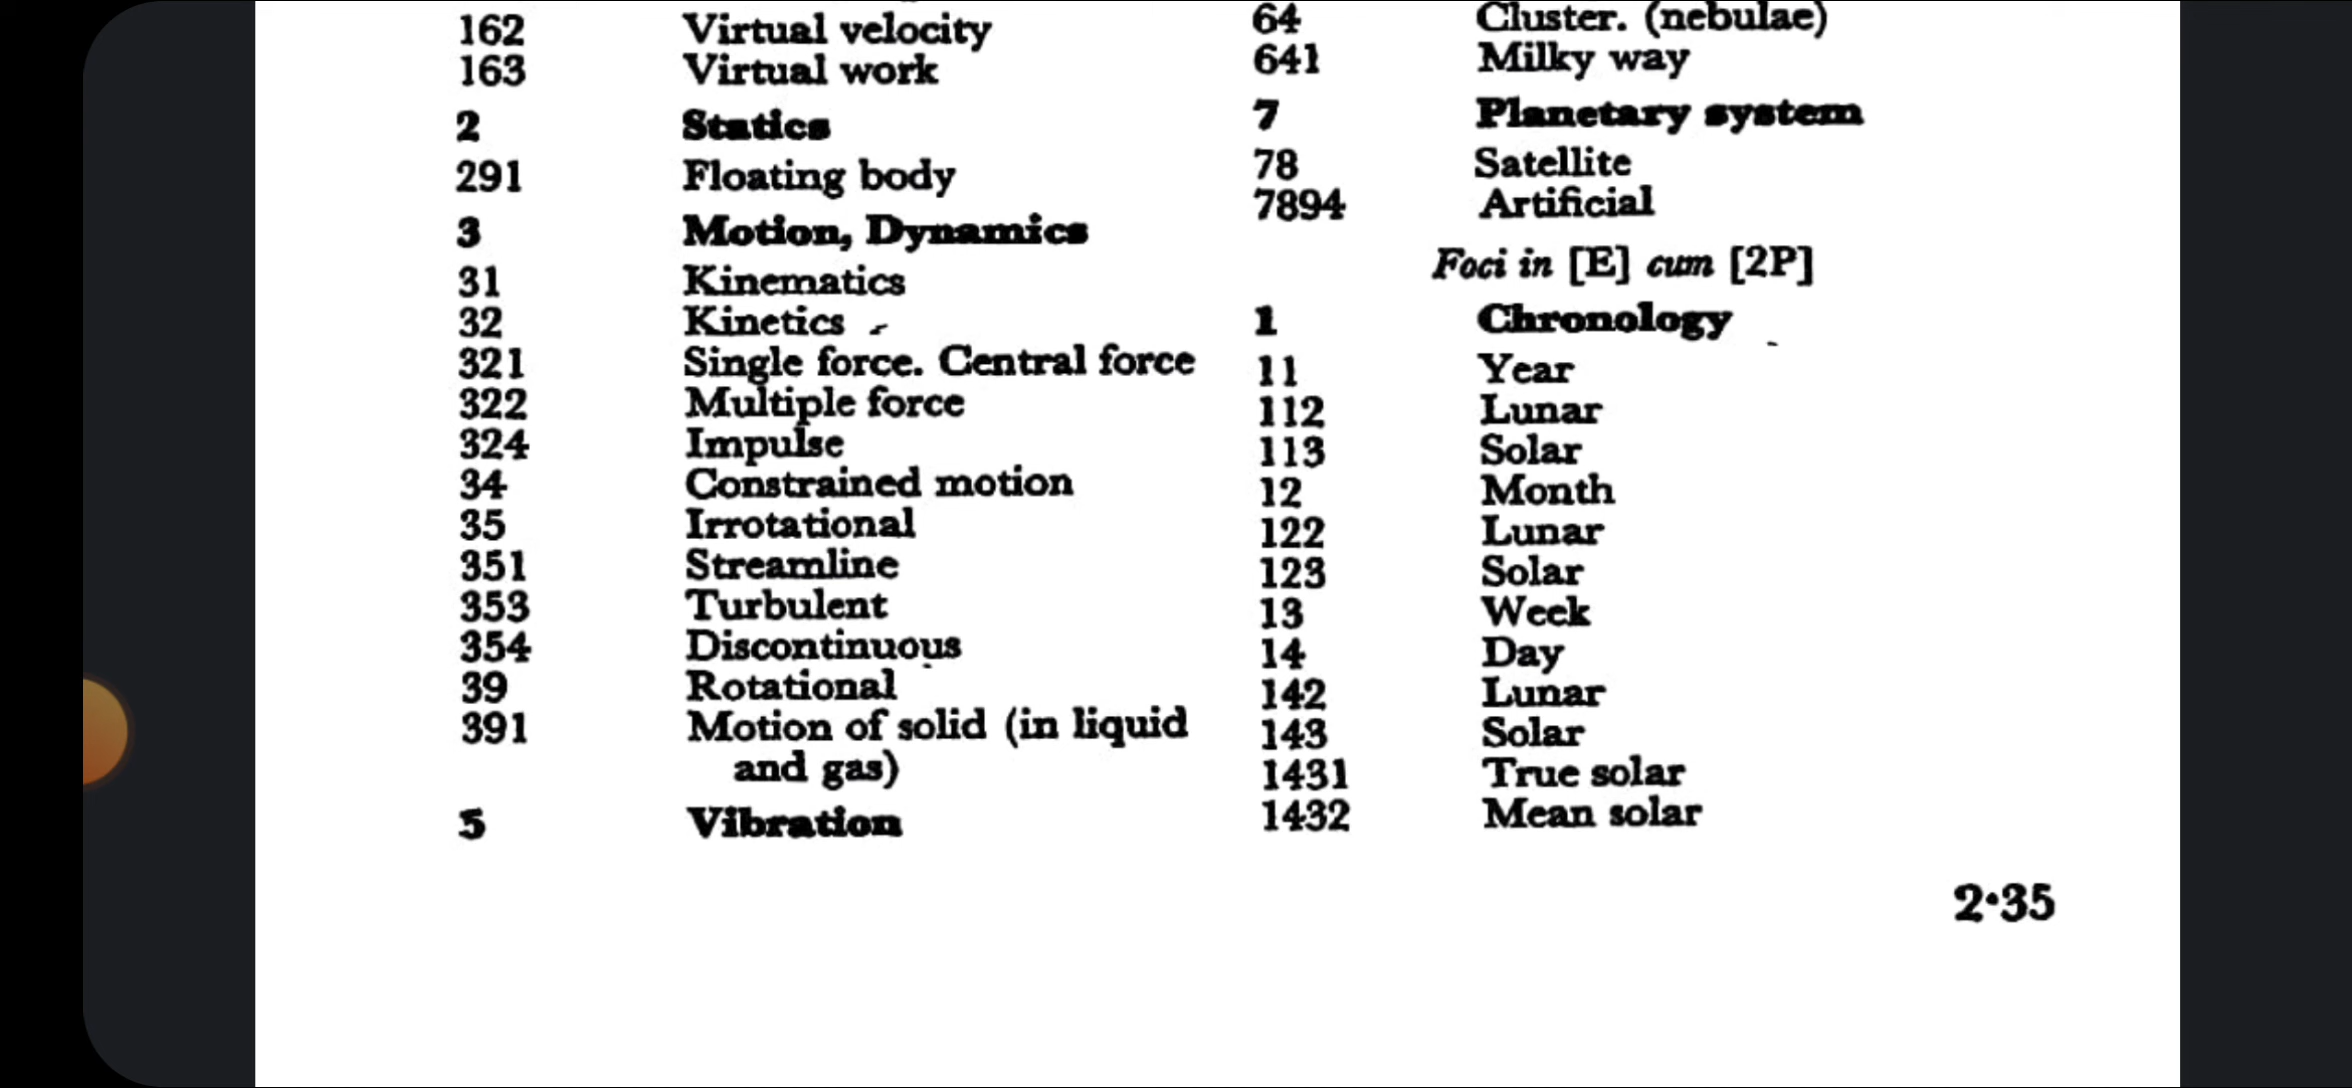 162 Virtual velocity
163 Virtual work
2 Statics
291 Floating body
3 Motion, Dynamics
31 Kinematics
32 Kinetics
321 Single force. Central force
322 Multiple force
324 Impulse
34 Constrained motion
35 Irrotational
351 Streamline
353 Turbulent
354 Discontinuous
39 Rotational
391 Motion of solid (in liquid
and gas)
5 Vibration
64 Cluster. (nebulae)
641 Milky way
7 Planetary system
78 Satellite
7894 Artificial
Foci in [E] cum [2P]
1 Chronology
11 Year
112 Lunar
113 Solar
12 Month
122 Lunar
123 Solar
13 Week
14 Day
142 Lunar
143 Solar
1431 True solar
1432 Mean solar
2·35